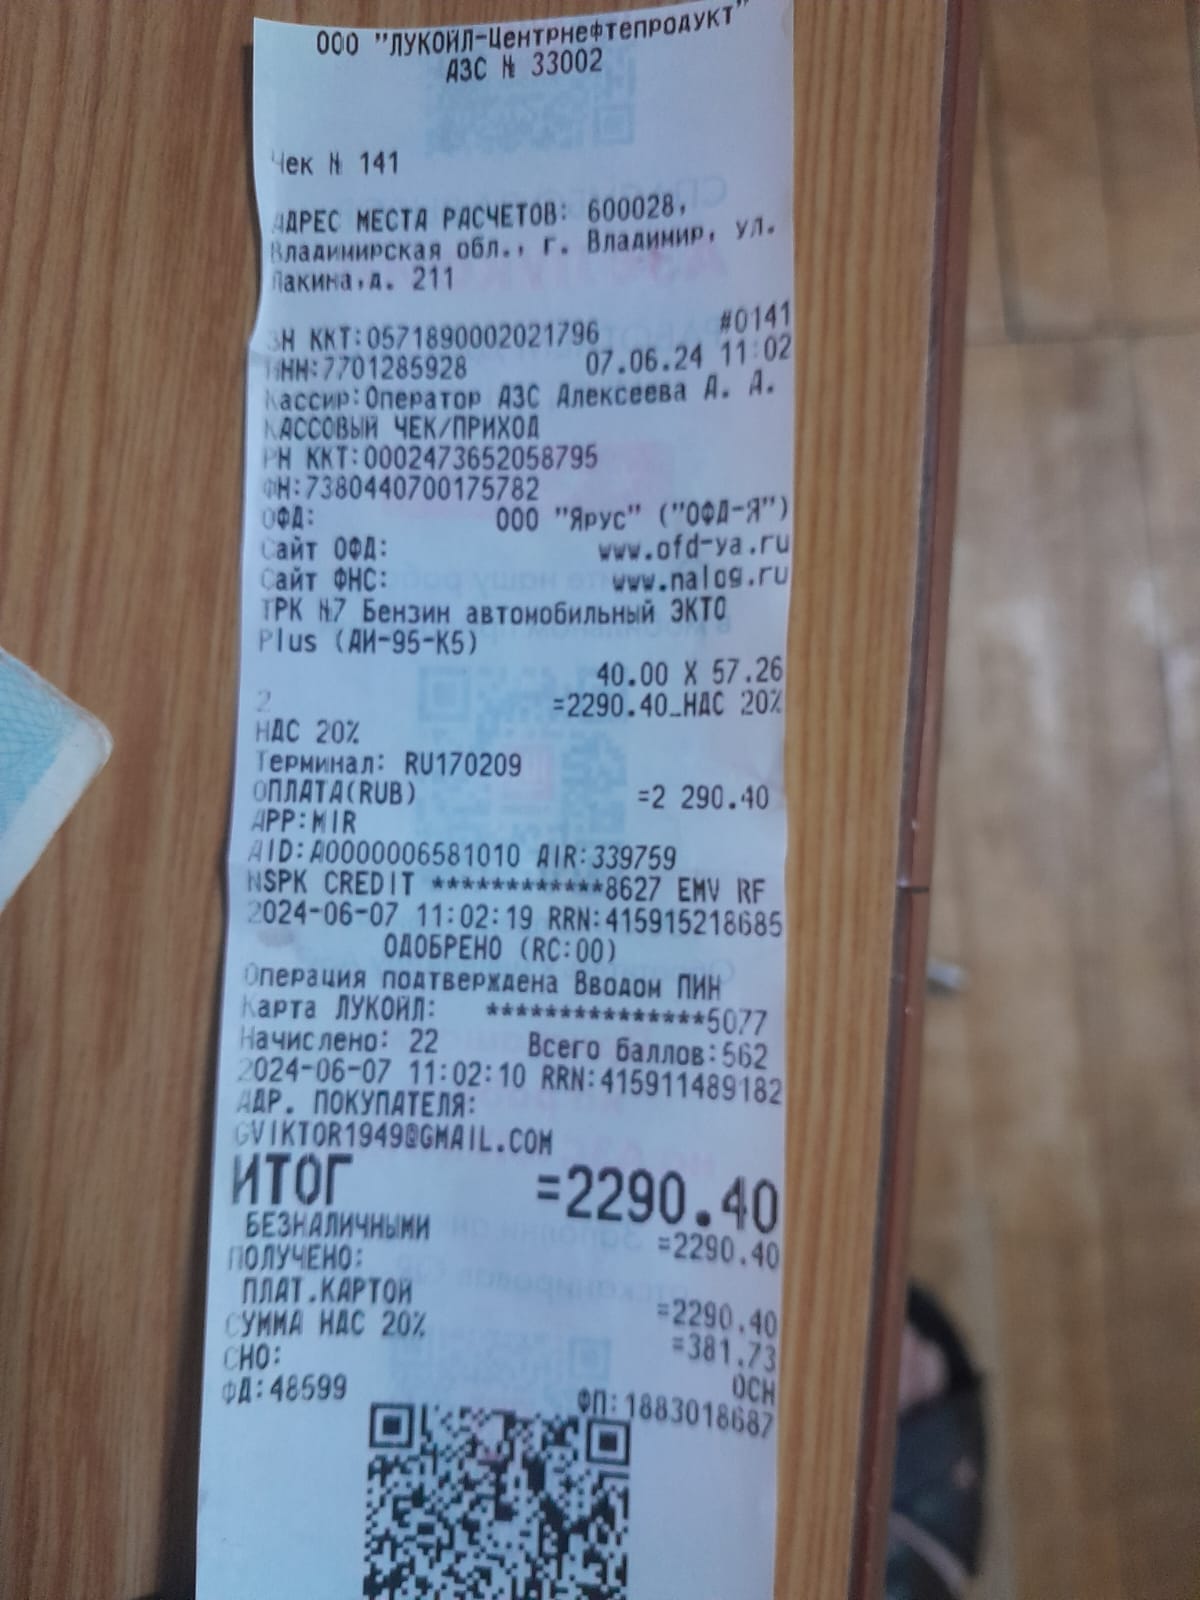 ООО "ЛУКОЙЛ-Центрнефтепродукт"
АЗС № 33002
Чек № 141
АДРЕС МЕСТА РАСЧЕТОВ: 600028,
Владимирская обл., г. Владимир, ул.
Лакина,д. 211
#0141
ЗН ККТ:0571890002021796
ИНН:7701285928 07.06.24 11:02
Кассир:Оператор АЗС Алексеева А. А.
КАССОВЫЙ ЧЕК/ПРИХОД
РН ККТ:0002473652058795
ФН:7380440700175782
ОФД: ООО "Ярус" ("ОФД-Я")
Сайт ОФД: www.ofd-ya.ru
Сайт ФНС: www.nalog.ru
ТРК №7 Бензин автомобильный ЭКТО
Plus (АИ-95-К5)
40.00 X 57.26
2 =2290.40_НДС 20%
НДС 20%
Терминал: RU170209
ОПЛАТА(RUB) =2 290.40
APP:MIR
AID:A0000006581010 AIR:339759
NSPK CREDIT ************8627 EMV RF
2024-06-07 11:02:19 RRN:415915218685
ОДОБРЕНО (RC:00)
Операция подтверждена Вводом ПИН
Карта ЛУКОЙЛ: ***************5077
Начислено: 22 Всего баллов:562
2024-06-07 11:02:10 RRN:415911489182
АДР. ПОКУПАТЕЛЯ:
GVIKTOR1949@GMAIL.COM
ИТОГ =2290.40
БЕЗНАЛИЧНЫМИ =2290.40
ПОЛУЧЕНО:
ПЛАТ.КАРТОЙ =2290.40
СУММА НДС 20% =381.73
СНО: ОСН
ФД:48599 ФП:1883018687